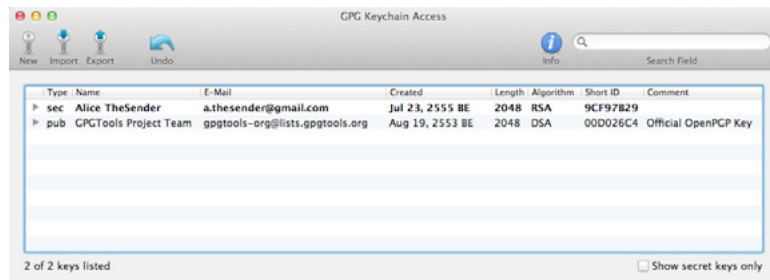 GPG Keychain Access
New Import Export Undo Info Search Field
Type Name E-Mail Created Length Algorithm Short ID Comment
sec Alice TheSender a.thesender@gmail.com Jul 23, 2555 BE 2048 RSA 9CF97B29
pub GPGTools Project Team gpgtools-org@lists.gpgtools.org Aug 19, 2553 BE 2048 DSA 00D026C4 Official OpenPGP Key
2 of 2 keys listed Show secret keys only